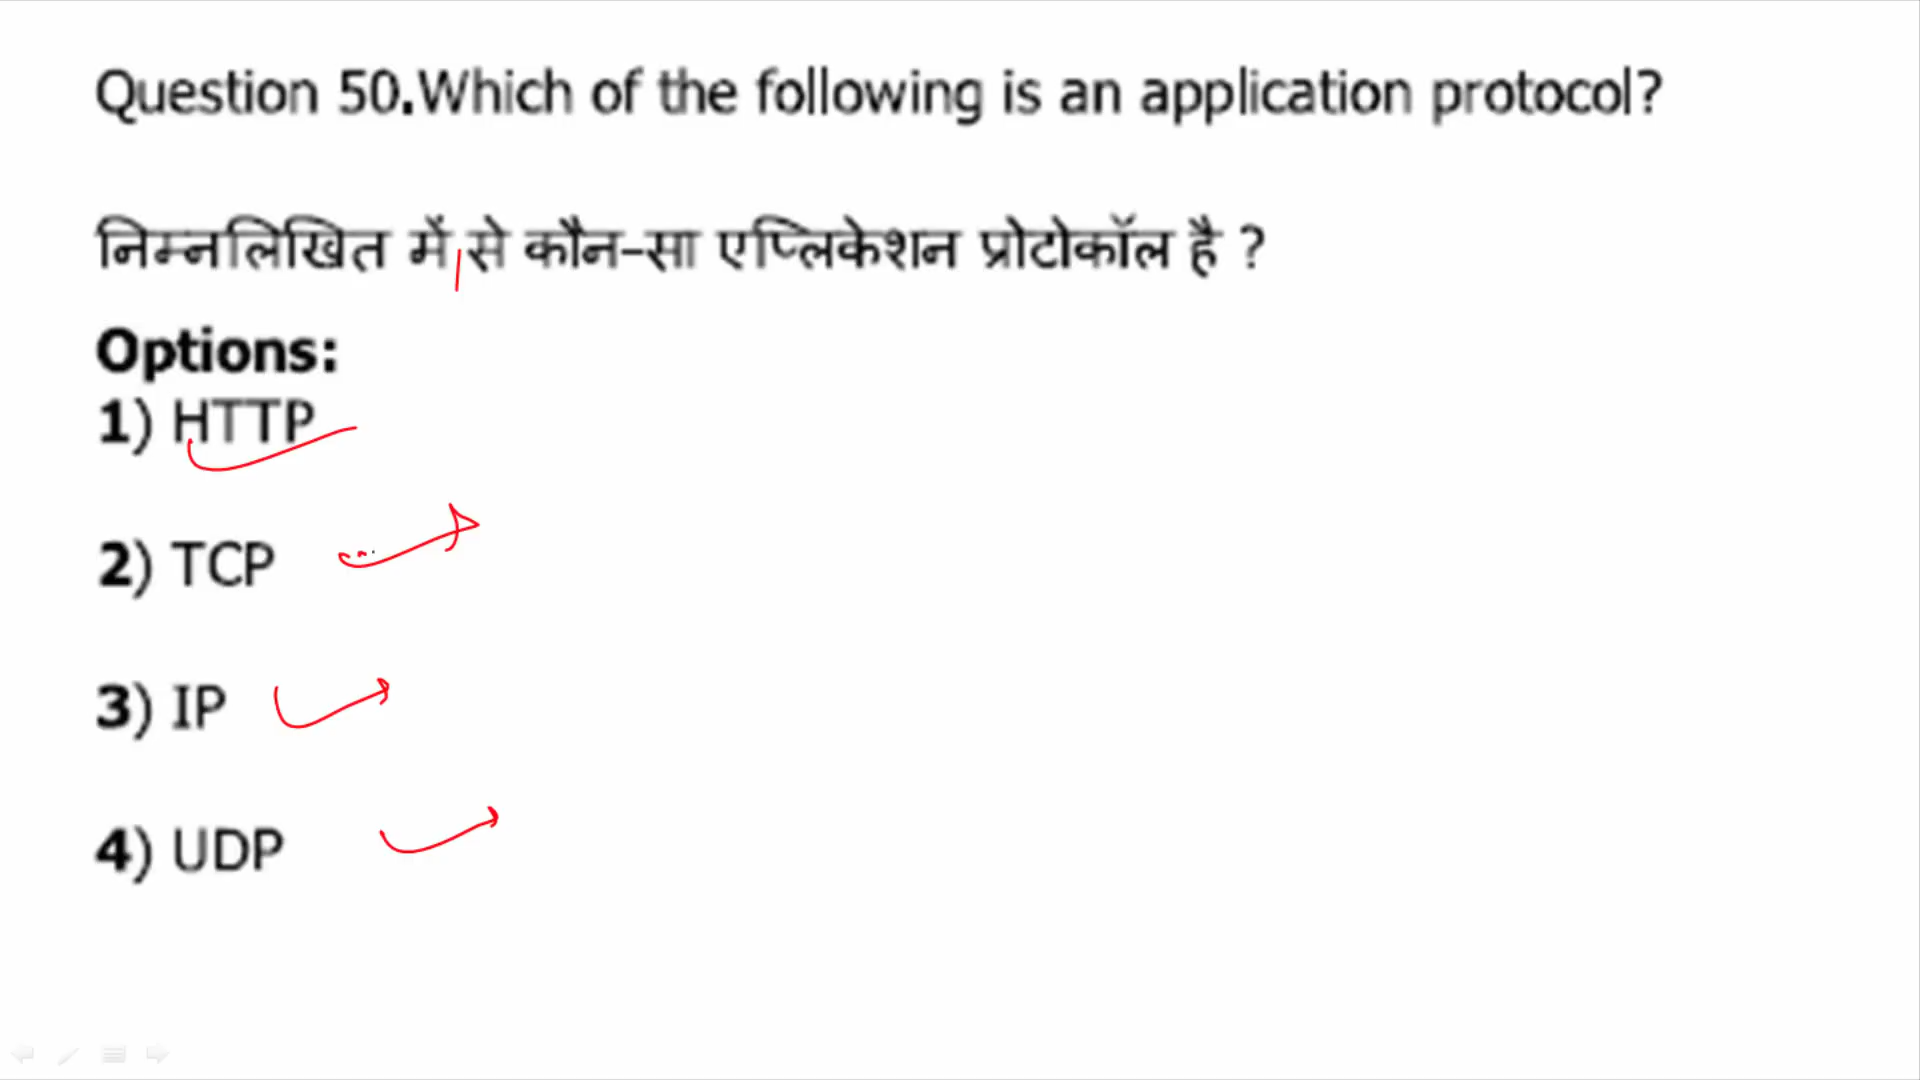 Question 50.Which of the following is an application protocol?
निम्नलिखित में से कौन-सा एप्लिकेशन प्रोटोकॉल है ?
Options:
1) HTTP
2) TCP
3) IP
4) UDP